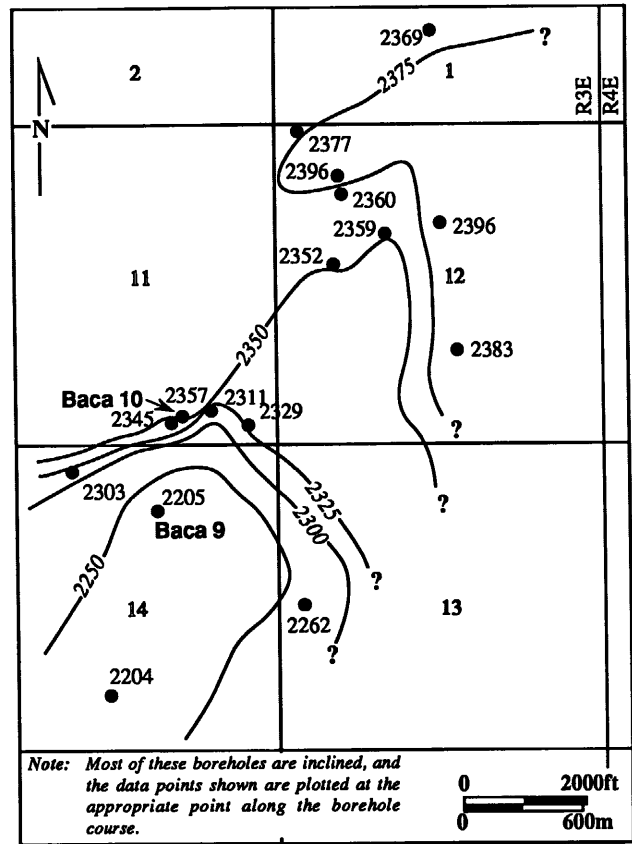 2369
?
2
2375
1
R3E
R4E
N
2377
2396
2360
2396
2359
2352
11
12
2350
2383
Baca 10
2357
2311
2345
2329
?
2303
2205
2325
?
Baca 9
2300
2250
?
14
13
2262
?
2204
Note: Most of these boreholes are inclined, and
the data points shown are plotted at the
appropriate point along the borehole
course.
0 2000ft
0 600m